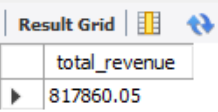 Result Grid
total_revenue
817860.05